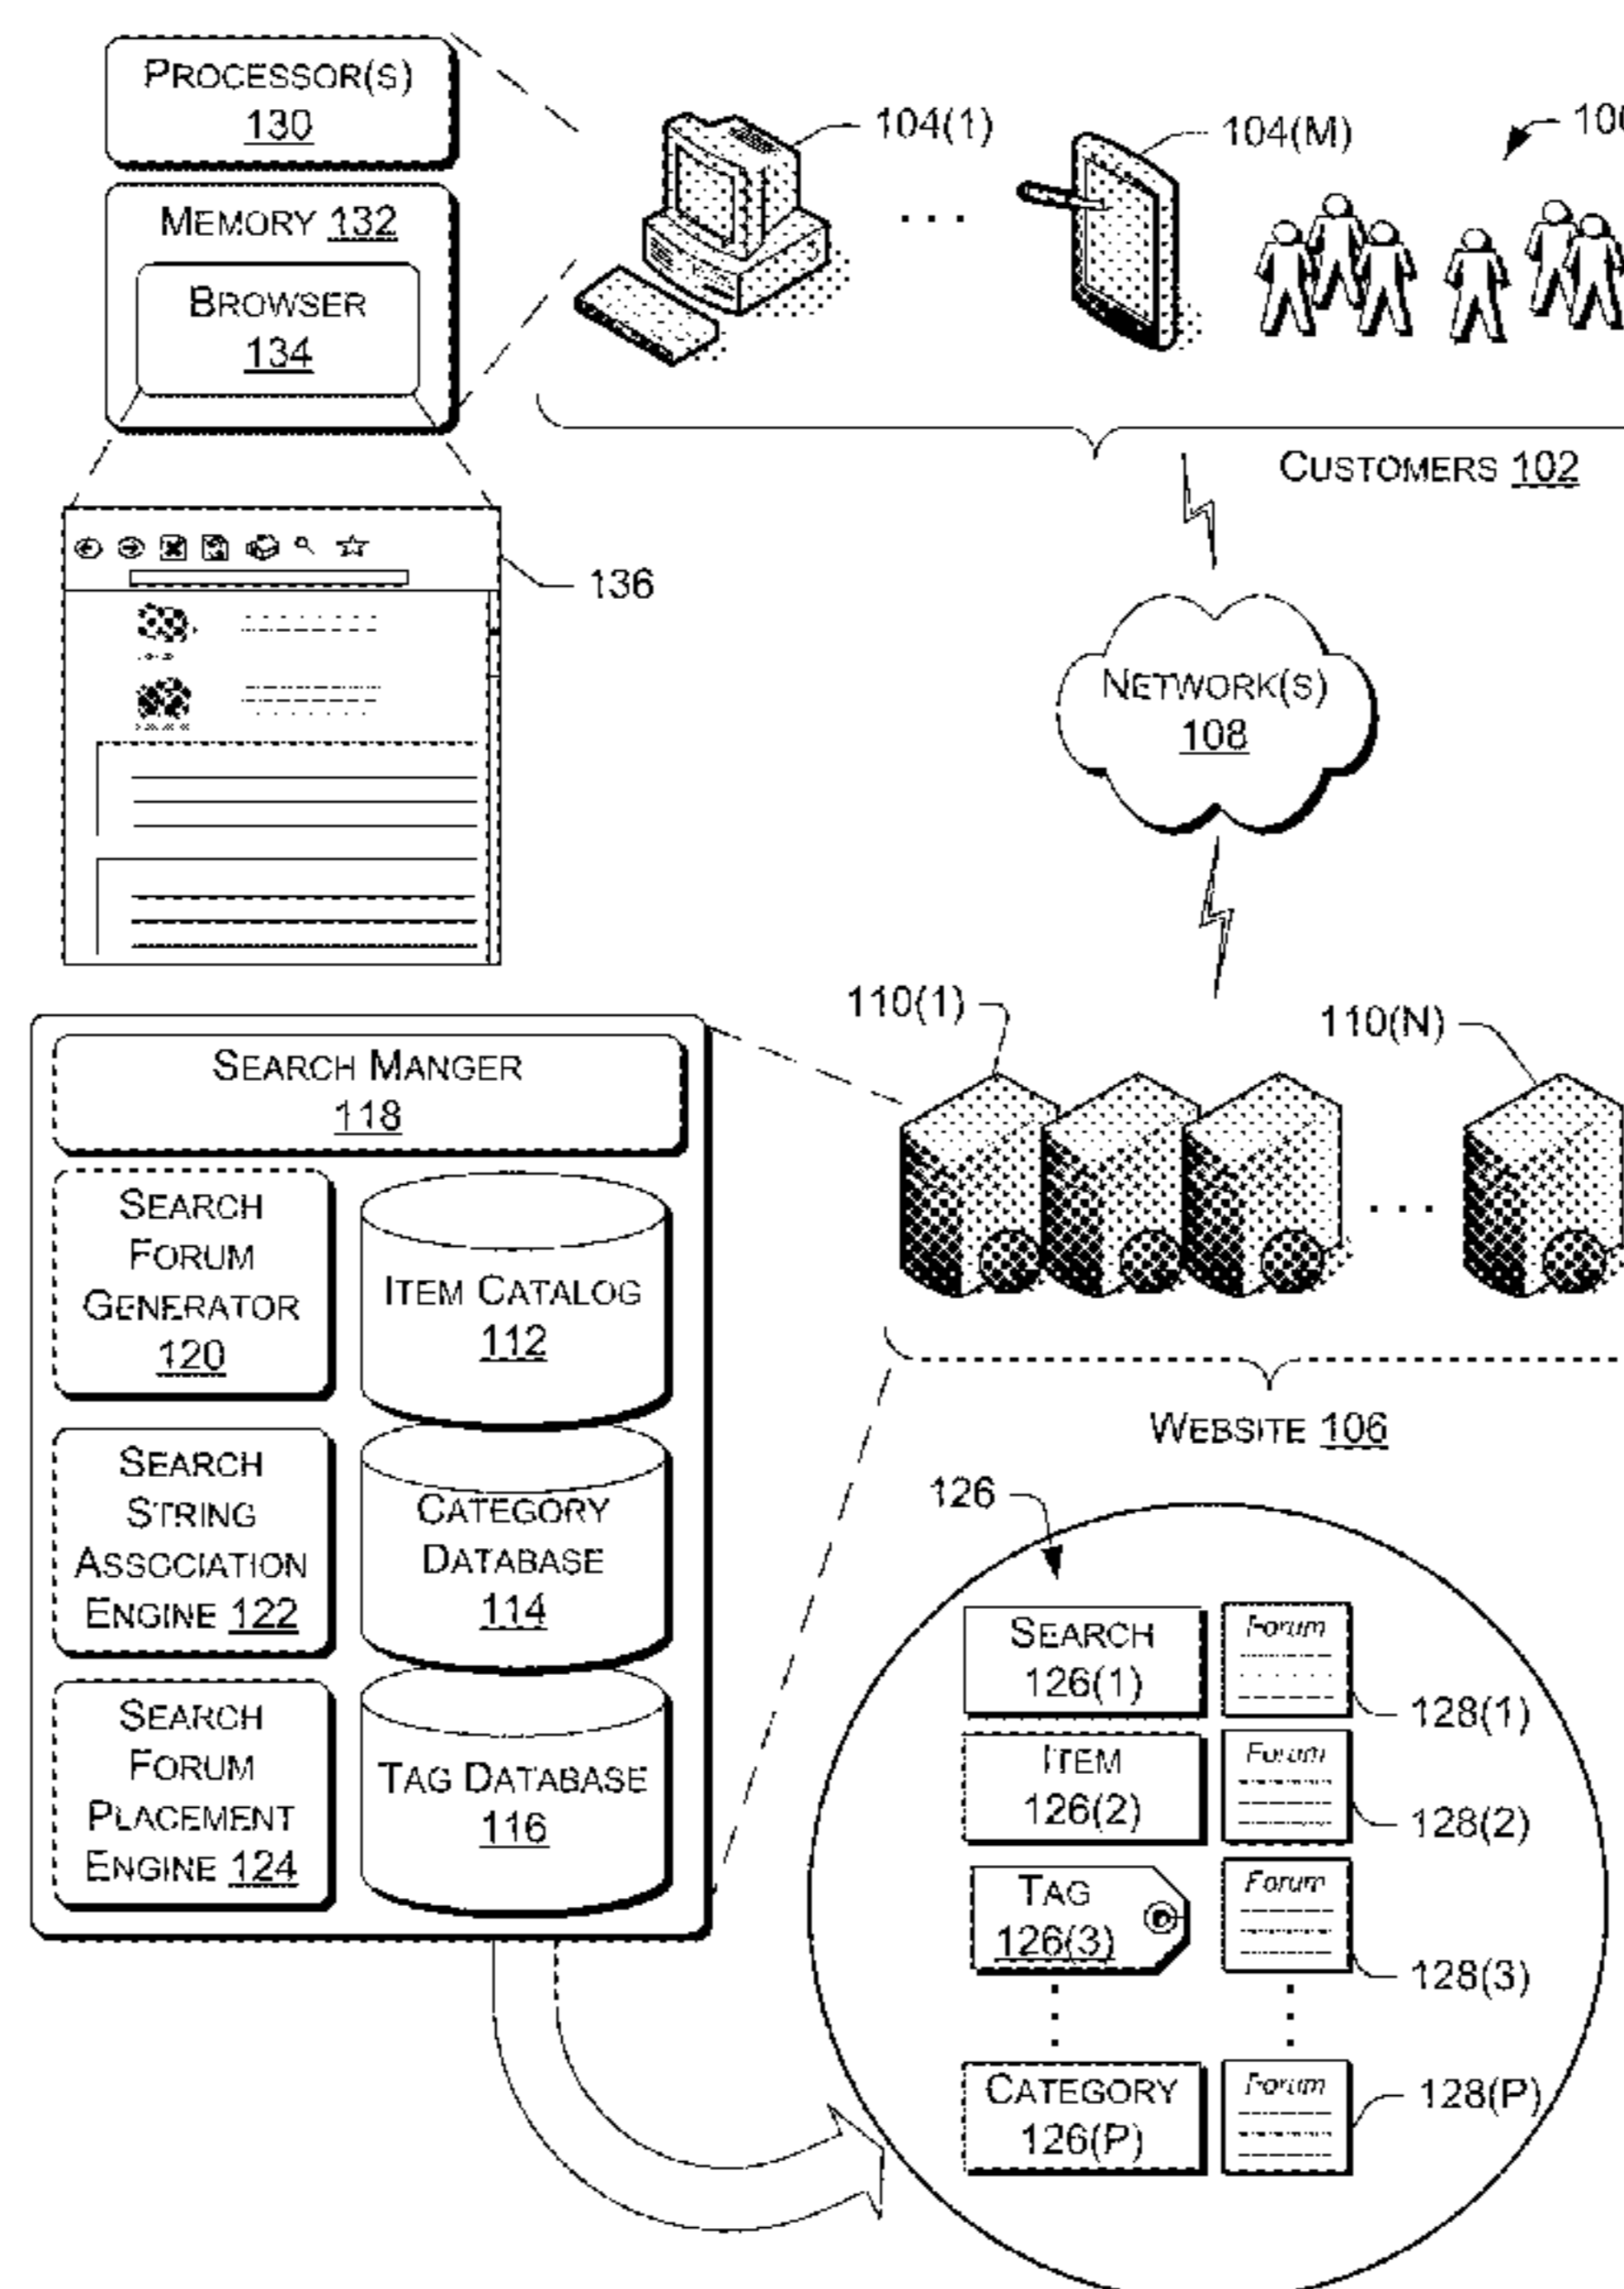 PROCESSOR(S)
130
MEMORY 132
BROWSER
134
104(1)
104(M)
CUSTOMERS 102
136
NETWORK(S)
108
110(1)
110(N)
SEARCH MANGER
118
SEARCH
FORUM
GENERATOR
120
ITEM CATALOG
112
SEARCH
STRING
ASSOCIATION
ENGINE 122
CATEGORY
DATABASE
114
SEARCH
FORUM
PLACEMENT
ENGINE 124
TAG DATABASE
116
WEBSITE 106
126
SEARCH
126(1)
Forum
128(1)
ITEM
126(2)
Forum
128(2)
TAG
126(3)
Forum
128(3)
CATEGORY
126(P)
Forum
128(P)